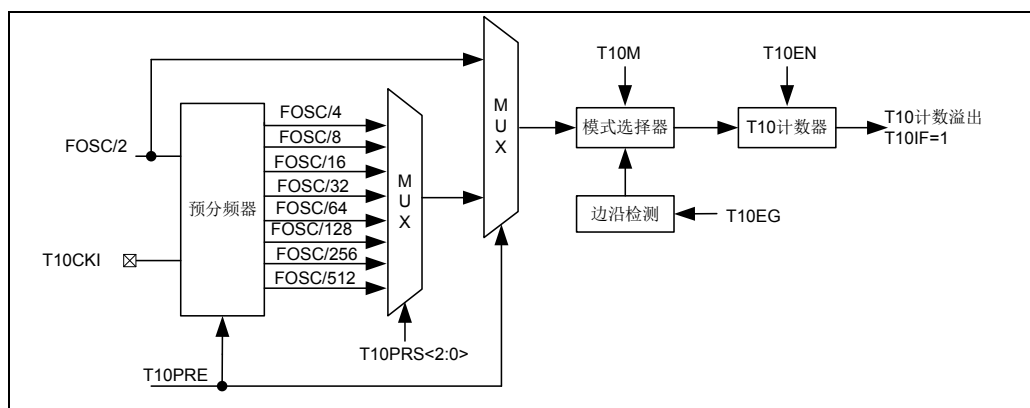 FOSC/2
T10CKI
T10PRE
预分频器
FOSC/4
FOSC/8
FOSC/16
FOSC/32
FOSC/64
FOSC/128
FOSC/256
FOSC/512
MUX
T10PRS<2:0>
MUX
T10M
模式选择器
边沿检测
T10EG
T10EN
T10计数器
T10计数溢出
T10IF=1